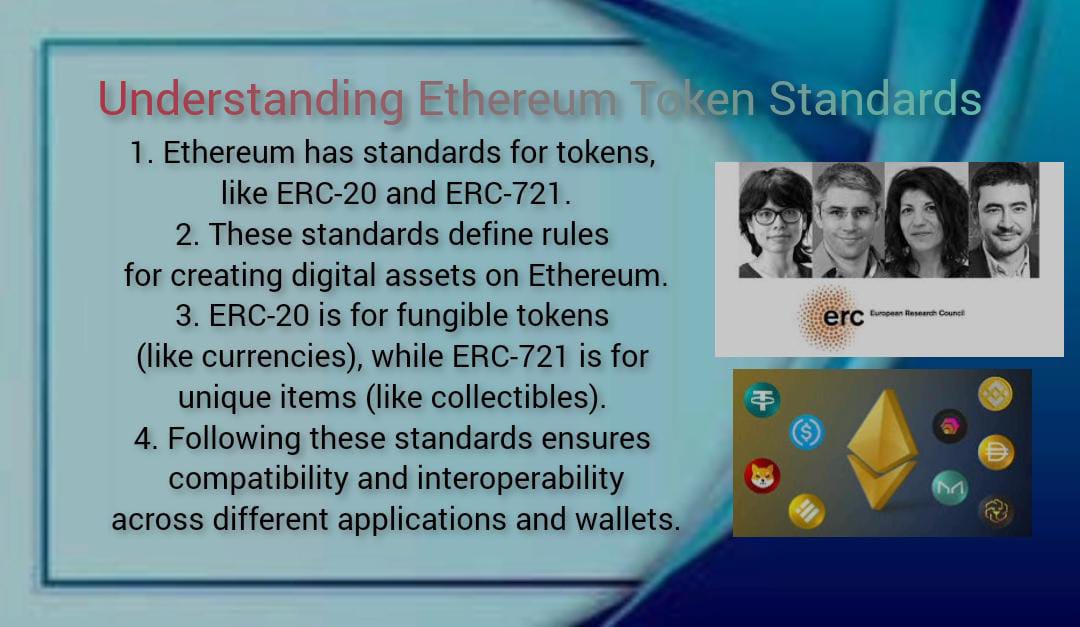 Understanding Ethereum Token Standards
1. Ethereum has standards for tokens,
like ERC-20 and ERC-721.
2. These standards define rules
for creating digital assets on Ethereum.
3. ERC-20 is for fungible tokens
(like currencies), while ERC-721 is for
unique items (like collectibles).
4. Following these standards ensures
compatibility and interoperability
across different applications and wallets.
erc European Research Council